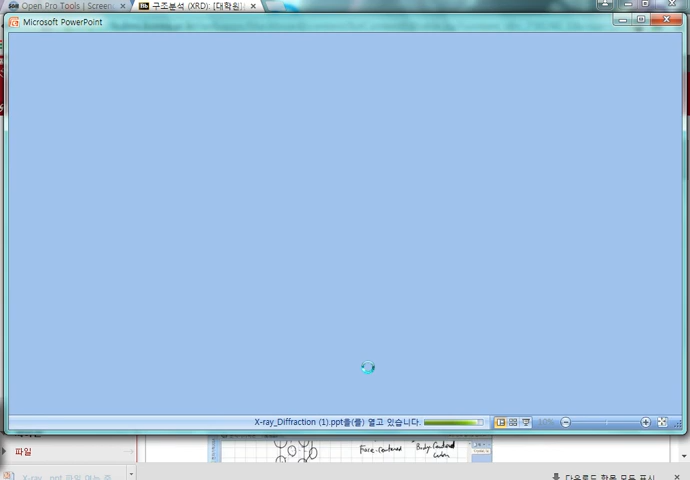 Open Pro Tools | Screen
구조분석 (XRD): [대학원]
Microsoft PowerPoint
X-ray_Diffraction (1).ppt을(를) 열고 있습니다.
10%
파일
Face-Centered
Body-Centered
Cubic
다운로드 항목 모두 표시